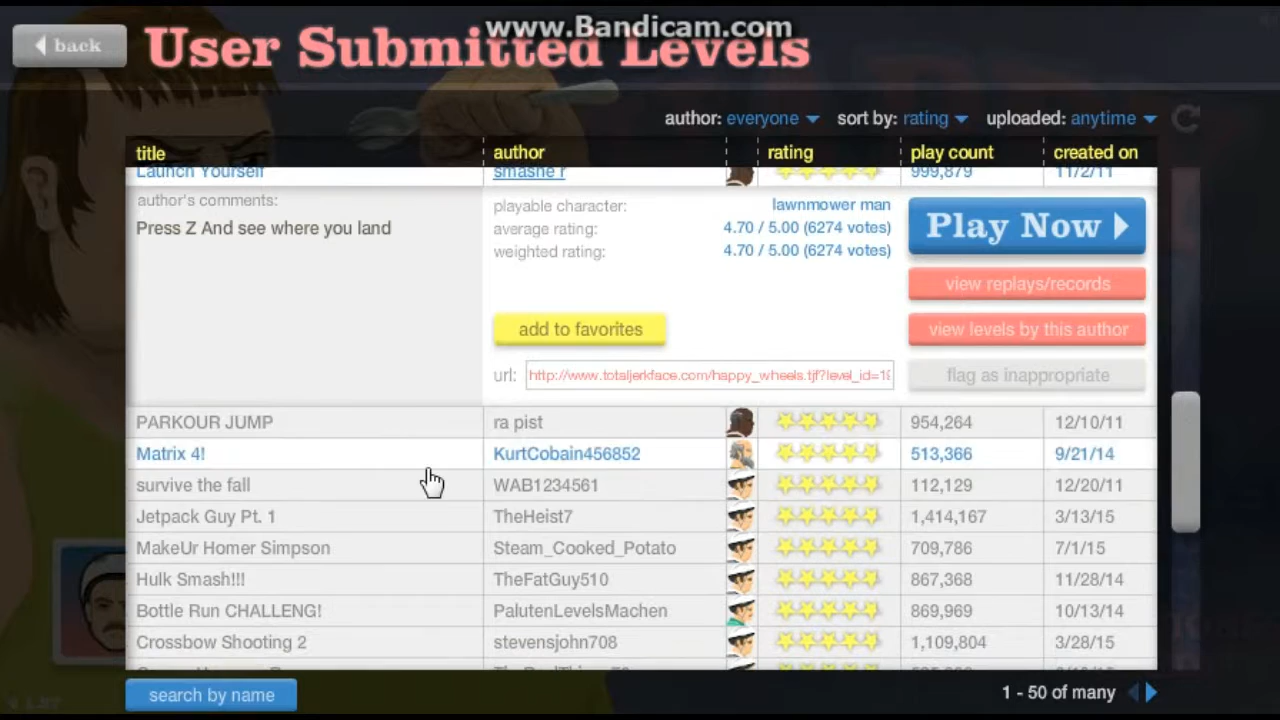 www.Bandicam.com
back
User Submitted Levels
author: everyone sort by: rating uploaded: anytime
title author rating play count created on
Launch Yourself smashe r 999,879 11/2/11
author's comments:
Press Z And see where you land
playable character: lawnmower man
average rating: 4.70 / 5.00 (6274 votes)
weighted rating: 4.70 / 5.00 (6274 votes)
Play Now
view replays/records
add to favorites
view levels by this author
url: http://www.totaljerkface.com/happy_wheels.tjf?level_id=1
flag as inappropriate
PARKOUR JUMP ra pist 954,264 12/10/11
Matrix 4! KurtCobain456852 513,366 9/21/14
survive the fall WAB1234561 112,129 12/20/11
Jetpack Guy Pt. 1 TheHeist7 1,414,167 3/13/15
MakeUr Homer Simpson Steam_Cooked_Potato 709,786 7/1/15
Hulk Smash!!! TheFatGuy510 867,368 11/28/14
Bottle Run CHALLENG! PalutenLevelsMachen 869,969 10/13/14
Crossbow Shooting 2 stevensjohn708 1,109,804 3/28/15
search by name
1 - 50 of many